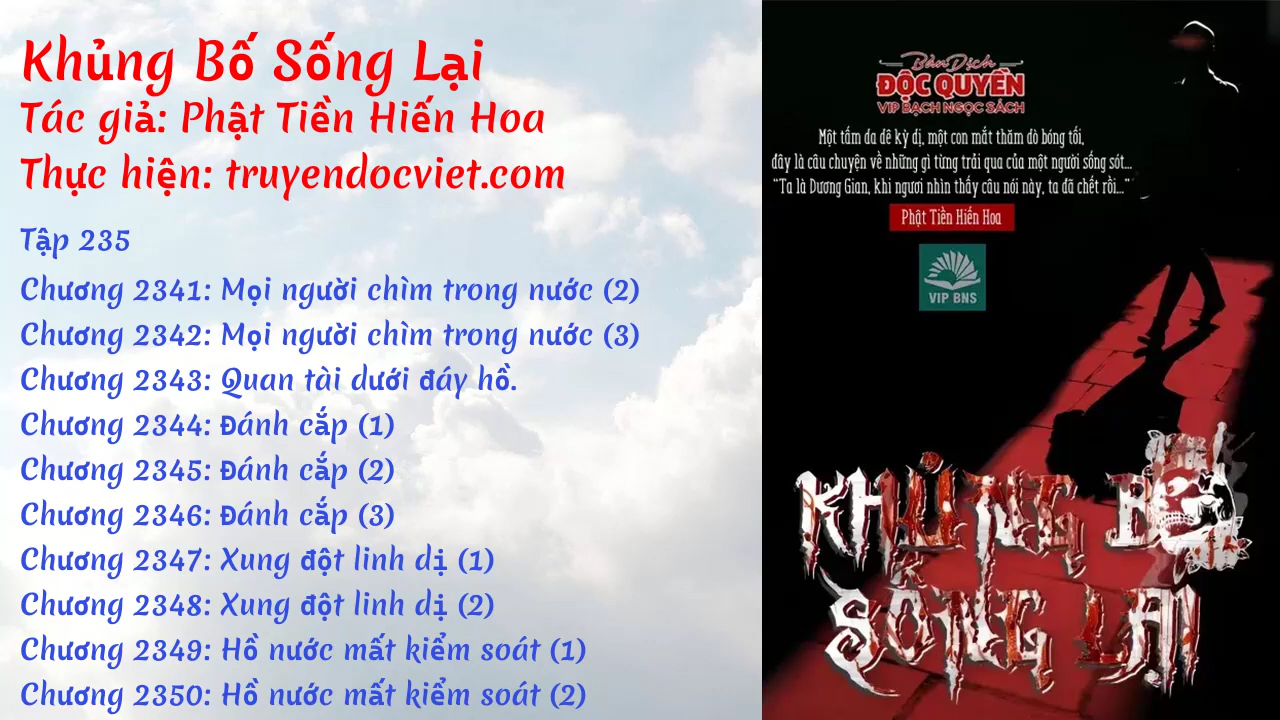 Khủng Bố Sống Lại
Tác giả: Phật Tiền Hiến Hoa
Thực hiện: truyendocviet.com
Tập 235
Chương 2341: Mọi người chìm trong nước (2)
Chương 2342: Mọi người chìm trong nước (3)
Chương 2343: Quan tài dưới đáy hồ.
Chương 2344: Đánh cắp (1)
Chương 2345: Đánh cắp (2)
Chương 2346: Đánh cắp (3)
Chương 2347: Xung đột linh dị (1)
Chương 2348: Xung đột linh dị (2)
Chương 2349: Hồ nước mất kiểm soát (1)
Chương 2350: Hồ nước mất kiểm soát (2)
Bản Dịch
ĐỘC QUYỀN
VIP BẠCH NGỌC SÁCH
Một tấm da dê kỳ dị, một con mắt thăm dò bóng tối,
đây là câu chuyện về những gì từng trải qua của một người sống sót...
“Ta là Dương Gian, khi ngươi nhìn thấy câu nói này, ta đã chết rồi...”
Phật Tiền Hiến Hoa
VIP BNS
KHỦNG BỐ
SỐNG LẠI